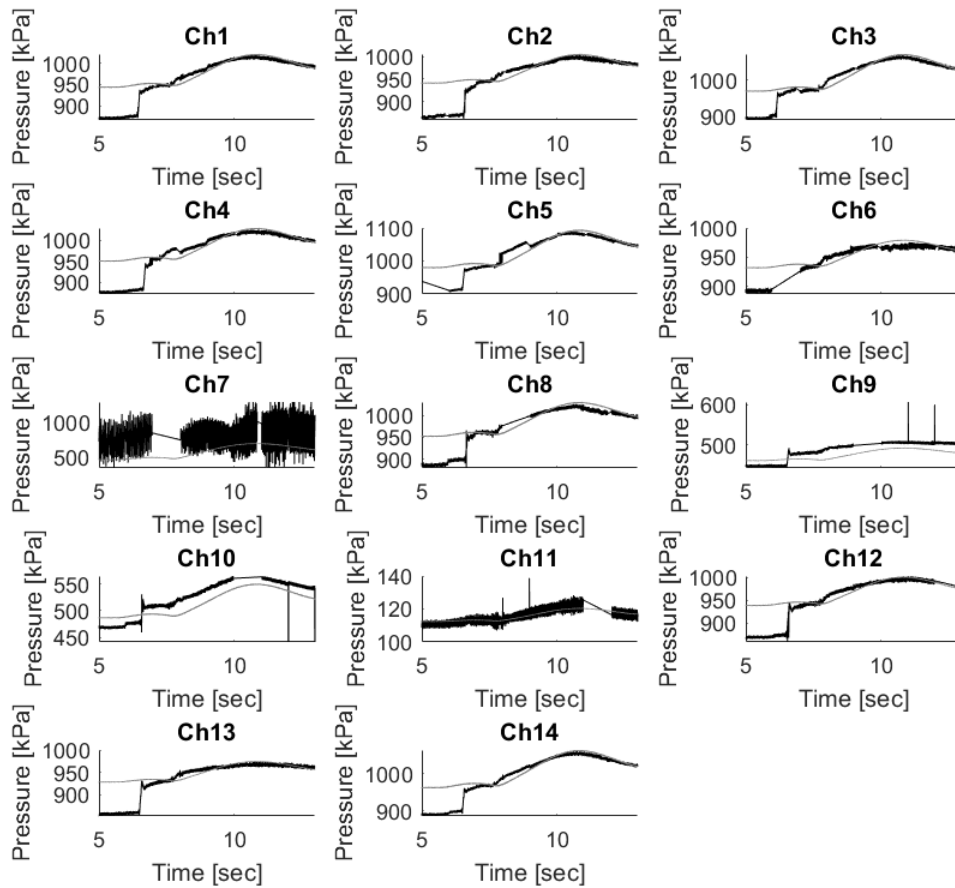 Ch1
Pressure [kPa]
1000
950
900
5
10
Time [sec]
Ch2
Pressure [kPa]
1000
950
900
5
10
Time [sec]
Ch3
Pressure [kPa]
1000
900
5
10
Time [sec]
Ch4
Pressure [kPa]
1000
950
900
5
10
Time [sec]
Ch5
Pressure [kPa]
1100
1000
900
5
10
Time [sec]
Ch6
Pressure [kPa]
1000
950
900
5
10
Time [sec]
Ch7
Pressure [kPa]
1000
500
5
10
Time [sec]
Ch8
Pressure [kPa]
1000
950
900
5
10
Time [sec]
Ch9
Pressure [kPa]
600
500
5
10
Time [sec]
Ch10
Pressure [kPa]
550
500
450
5
10
Time [sec]
Ch11
Pressure [kPa]
140
120
100
5
10
Time [sec]
Ch12
Pressure [kPa]
1000
950
900
5
10
Time [sec]
Ch13
Pressure [kPa]
1000
950
900
5
10
Time [sec]
Ch14
Pressure [kPa]
1000
900
5
10
Time [sec]